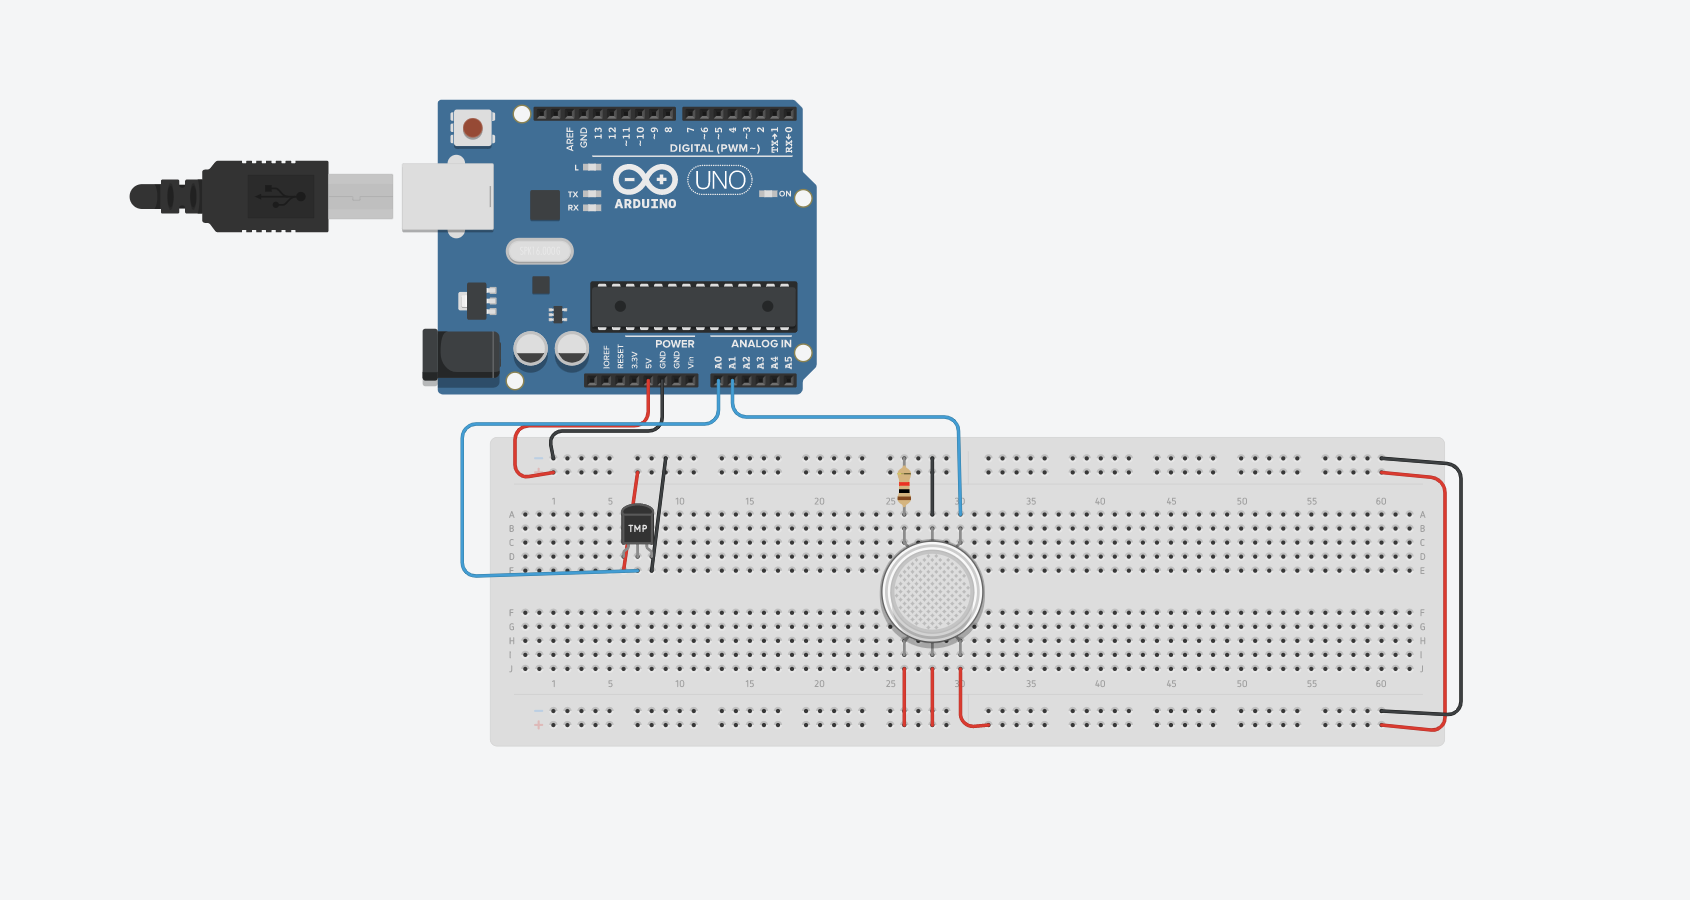 AREF
GND
13
12
~11
~10
~9
8
7
~6
~5
4
~3
2
TX→1
RX←0
DIGITAL (PWM~)
L
TX
RX
ARDUINO
UNO
ON
POWER
ANALOG IN
IOREF
RESET
3.3V
5V
GND
GND
Vin
A0
A1
A2
A3
A4
A5
− 
+
1 5 10 15 20 25 30 35 40 45 50 55 60
A A
B B
TMP
C C
D D
E E
F F
G G
H H
I I
J J
1 5 10 15 20 25 30 35 40 45 50 55 60
−
+